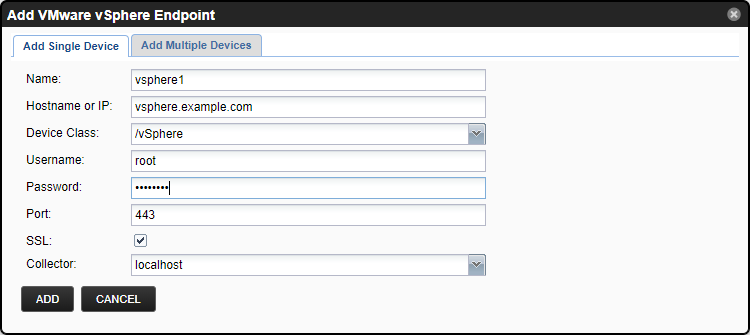 Add VMware vSphere Endpoint
Add Single Device Add Multiple Devices
Name: vsphere1
Hostname or IP: vsphere.example.com
Device Class: /vSphere
Username: root
Password: ••••••••
Port: 443
SSL:
Collector: localhost
ADD CANCEL